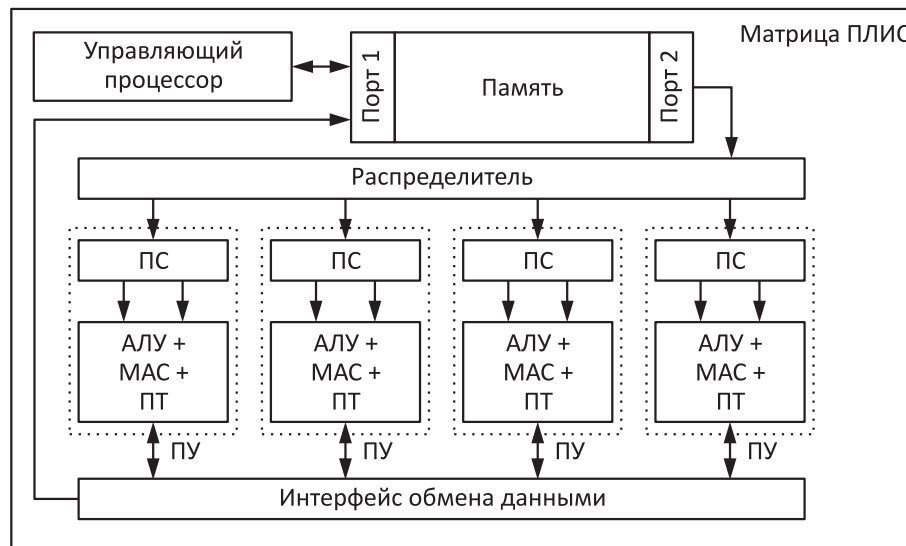 Матрица ПЛИС
Управляющий
процессор
Порт 1
Память
Порт 2
Распределитель
ПС
ПС
ПС
ПС
АЛУ +
МАС +
ПТ
АЛУ +
МАС +
ПТ
АЛУ +
МАС +
ПТ
АЛУ +
МАС +
ПТ
ПУ
ПУ
ПУ
ПУ
Интерфейс обмена данными